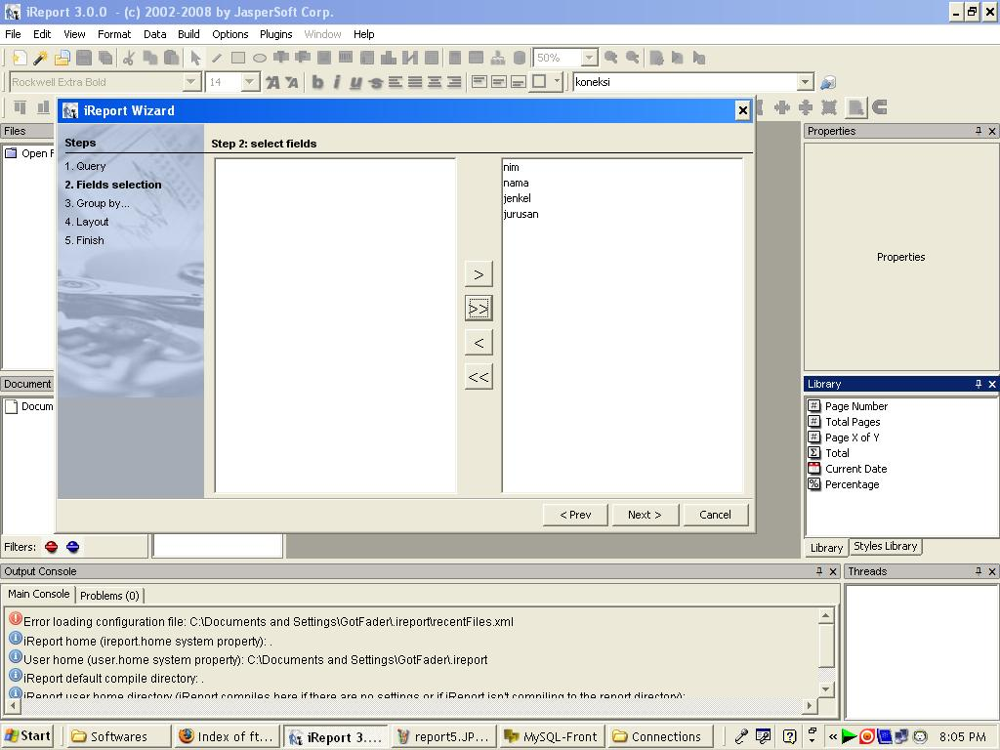 iReport 3.0.0 - (c) 2002-2008 by JasperSoft Corp.
File Edit View Format Data Build Options Plugins Window Help
50%
Rockwell Extra Bold 14 b i u S koneksi
Files
Open F
iReport Wizard
Properties
Steps
1. Query
2. Fields selection
3. Group by...
4. Layout
5. Finish
Step 2: select fields
nim
nama
jenkel
jurusan
>
>>
<
<<
< Prev Next > Cancel
Properties
Document
Docum
Library
Page Number
Total Pages
Page X of Y
Total
Current Date
Percentage
Library Styles Library
Filters:
Output Console
Main Console Problems (0)
Error loading configuration file: C:\Documents and Settings\GotFader\.ireport\recentFiles.xml
iReport home (ireport.home system property): .
User home (user.home system property): C:\Documents and Settings\GotFader\.ireport
iReport default compile directory: .
iReport user home directory (iReport compiles here if there are no settings or if iReport isn't compiling to the report directory):
Threads
Start Softwares Index of ft... iReport 3.... report5.JP... MySQL-Front Connections « 8:05 PM